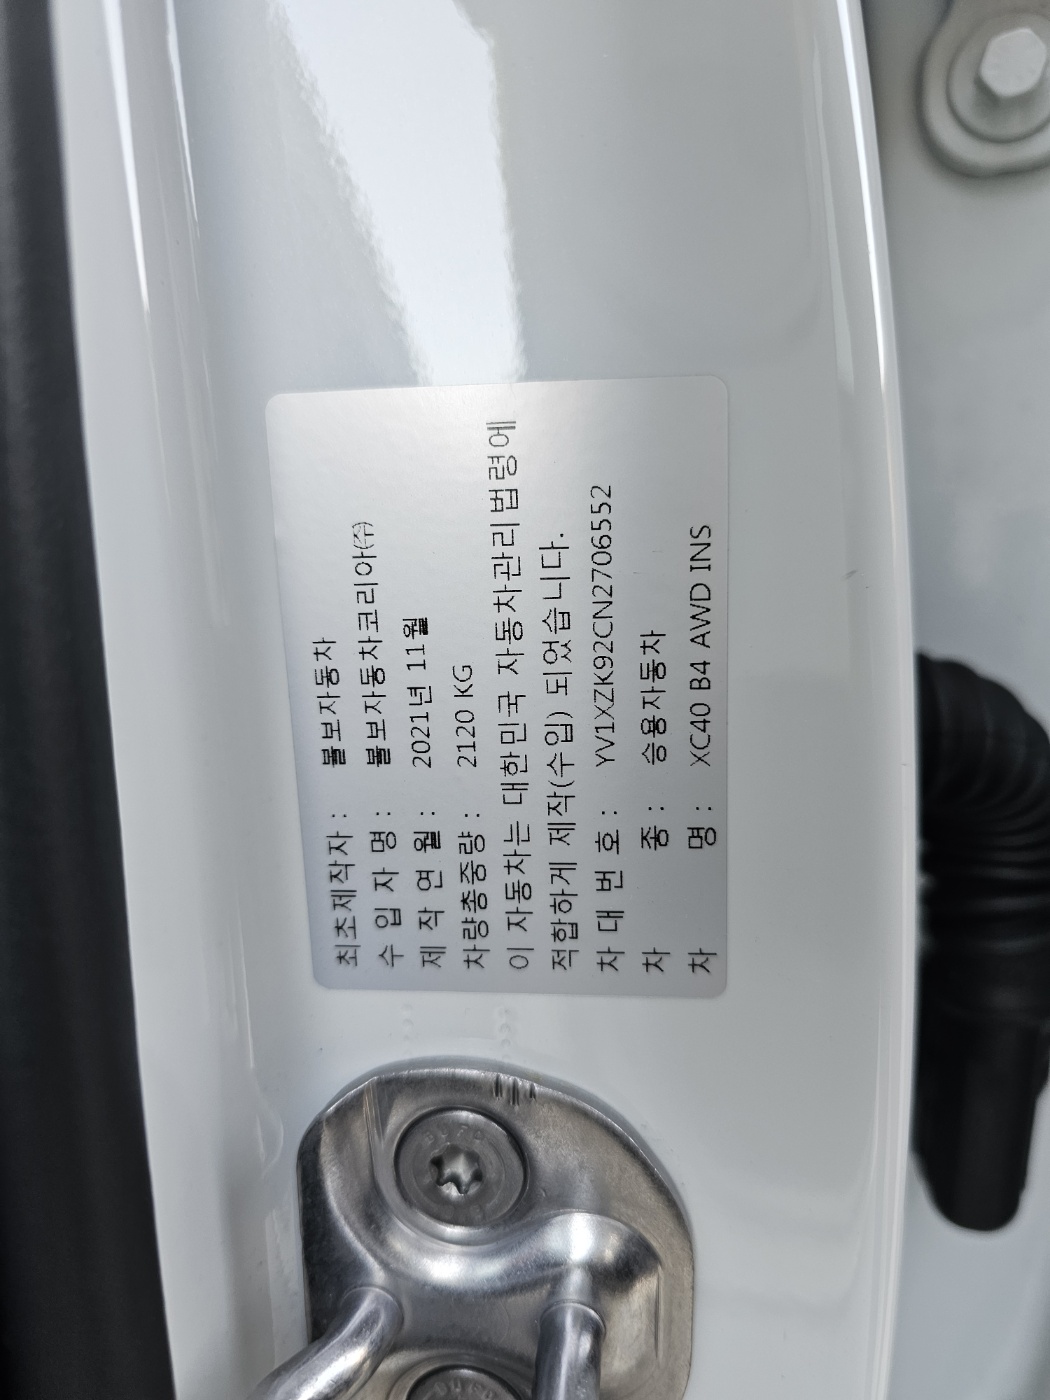 최초제작자 : 볼보자동차
수 입 자 명 : 볼보자동차코리아㈜
제 작 연 월 : 2021년 11월
차량총중량 : 2120 KG
이 자동차는 대한민국 자동차관리법령에
적합하게 제작(수입) 되었습니다.
차 대 번 호 : YV1XZK92CN2706552
차 종 : 승용자동차
차 명 : XC40 B4 AWD INS